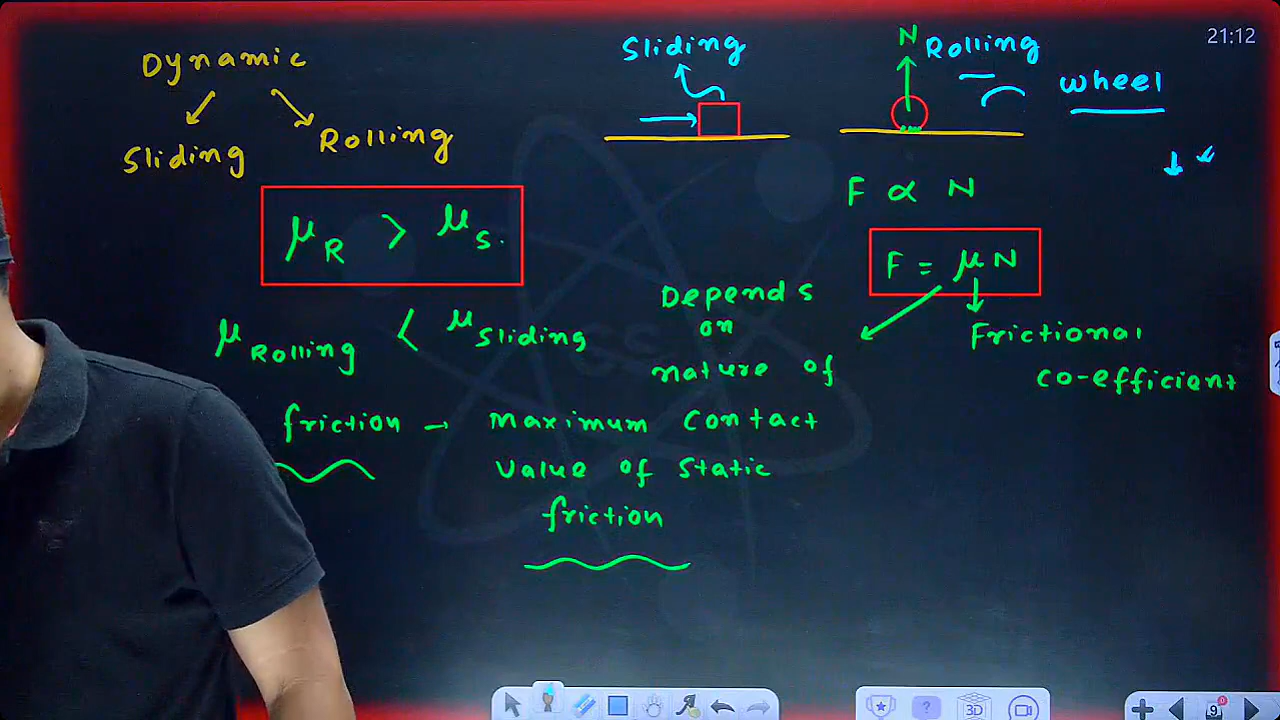 21:12
Dynamic
Sliding
Rolling
Sliding
N
Rolling
wheel
μR > μS.
F ∝ N
F = μN
Depends
on
nature of
Frictional
co-efficient
μRolling < μSliding
friction → maximum contact
value of static
friction
3D